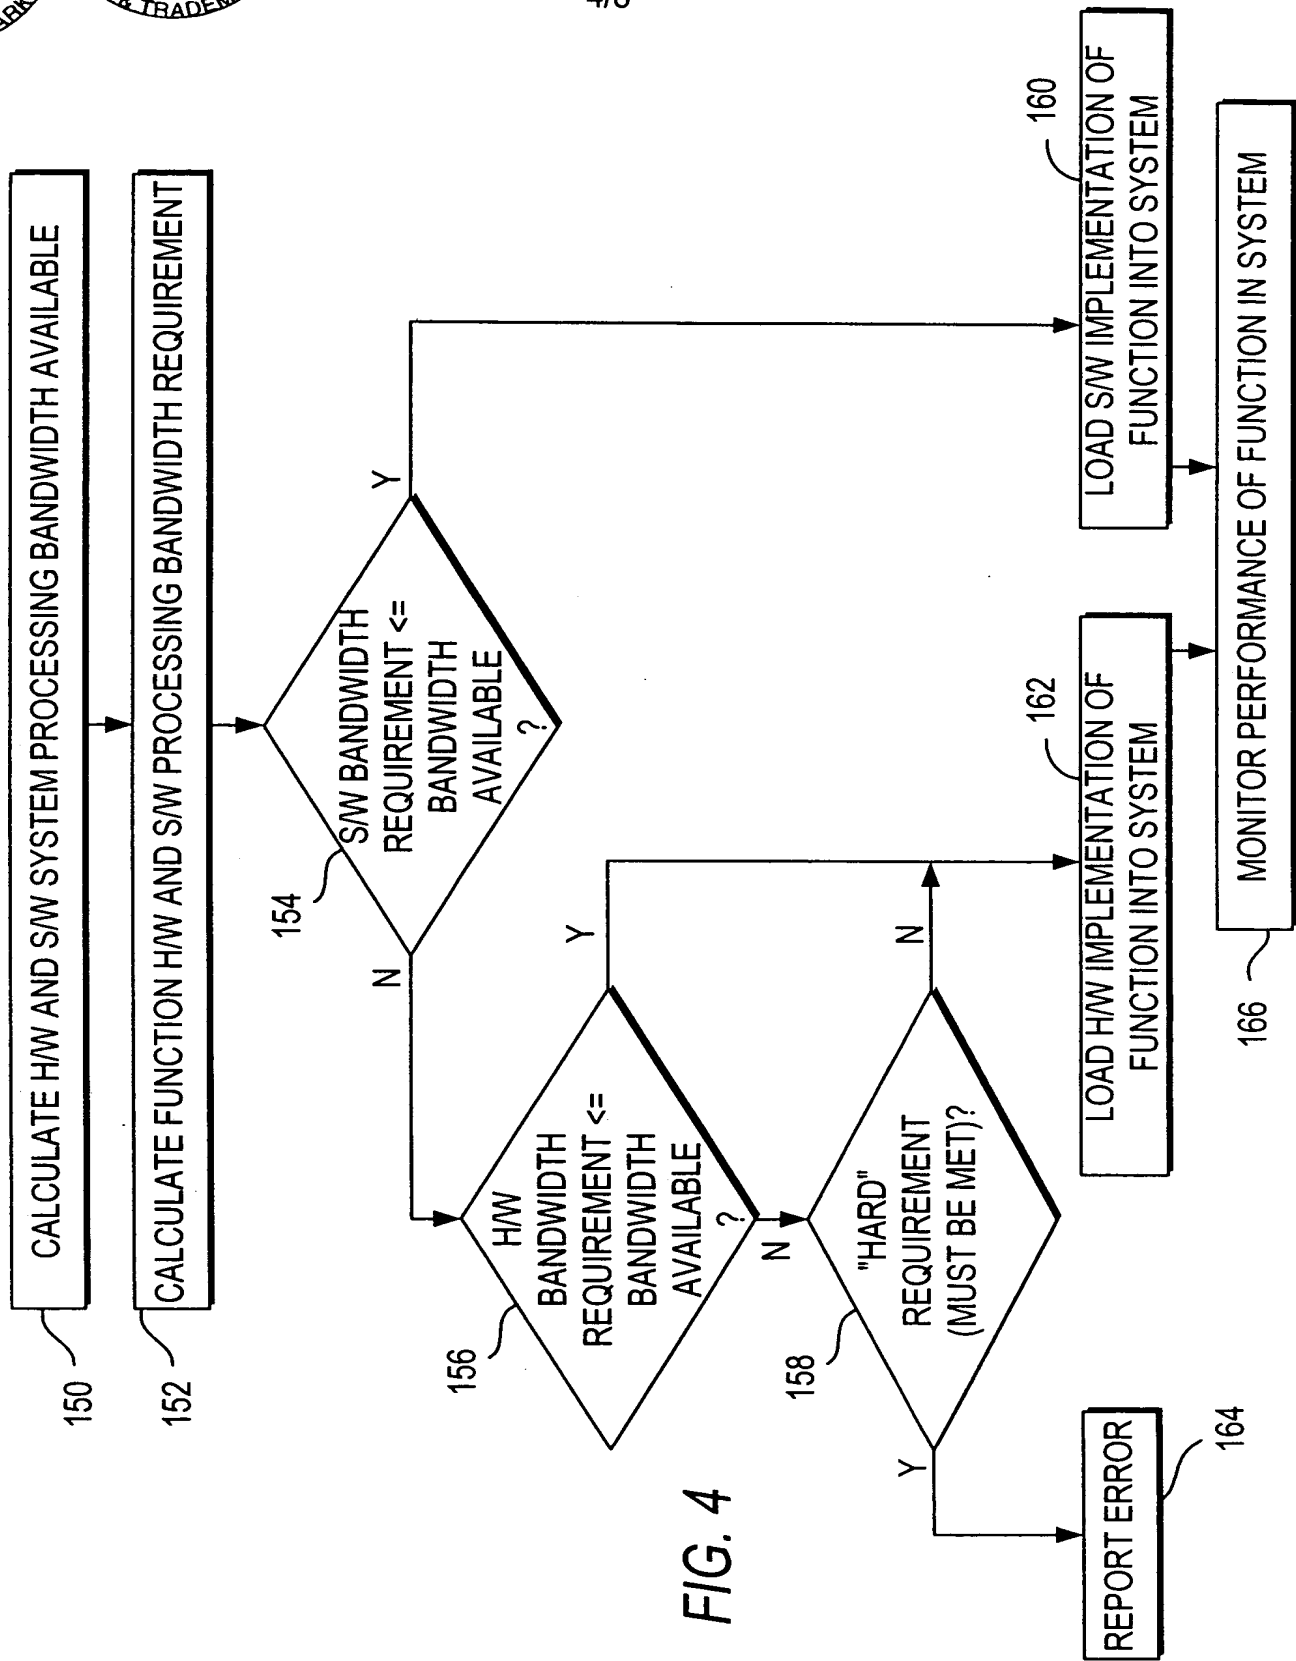 & TRADEM
4/8
CALCULATE H/W AND S/W SYSTEM PROCESSING BANDWIDTH AVAILABLE
150
CALCULATE FUNCTION H/W AND S/W PROCESSING BANDWIDTH REQUIREMENT
152
S/W BANDWIDTH
REQUIREMENT <=
BANDWIDTH
AVAILABLE
?
154
Y
N
H/W
BANDWIDTH
REQUIREMENT <=
BANDWIDTH
AVAILABLE
?
156
Y
N
"HARD"
REQUIREMENT
(MUST BE MET)?
158
Y
N
REPORT ERROR
164
LOAD H/W IMPLEMENTATION OF
FUNCTION INTO SYSTEM
162
LOAD S/W IMPLEMENTATION OF
FUNCTION INTO SYSTEM
160
MONITOR PERFORMANCE OF FUNCTION IN SYSTEM
166
FIG. 4